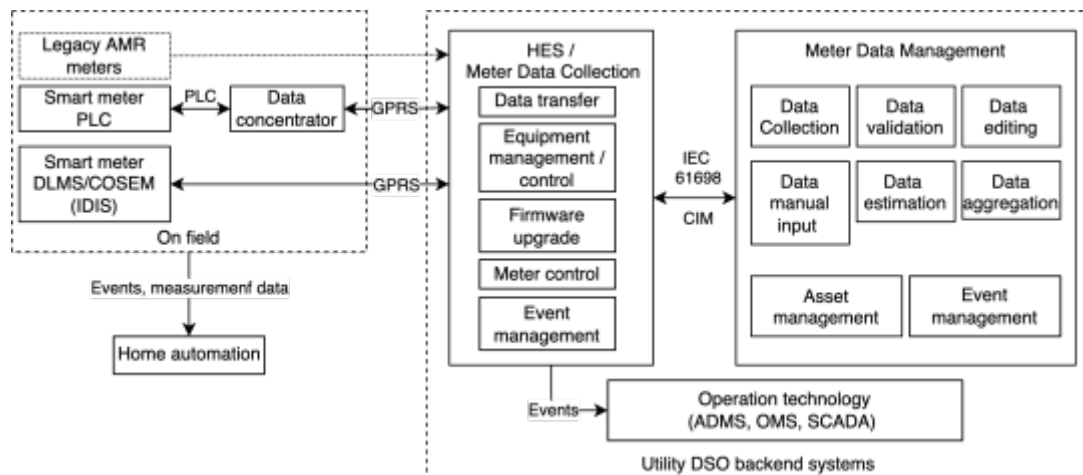 Legacy AMR
meters
Smart meter
PLC
PLC
Data
concentrator
GPRS
Smart meter
DLMS/COSEM
(IDIS)
GPRS
On field
Events, measuremenf data
Home automation
HES /
Meter Data Collection
Data transfer
Equipment
management /
control
Firmware
upgrade
Meter control
Event
management
IEC
61698
CIM
Meter Data Management
Data
Collection
Data
validation
Data
editing
Data
manual
input
Data
estimation
Data
aggregation
Asset
management
Event
management
Events
Operation technology
(ADMS, OMS, SCADA)
Utility DSO backend systems